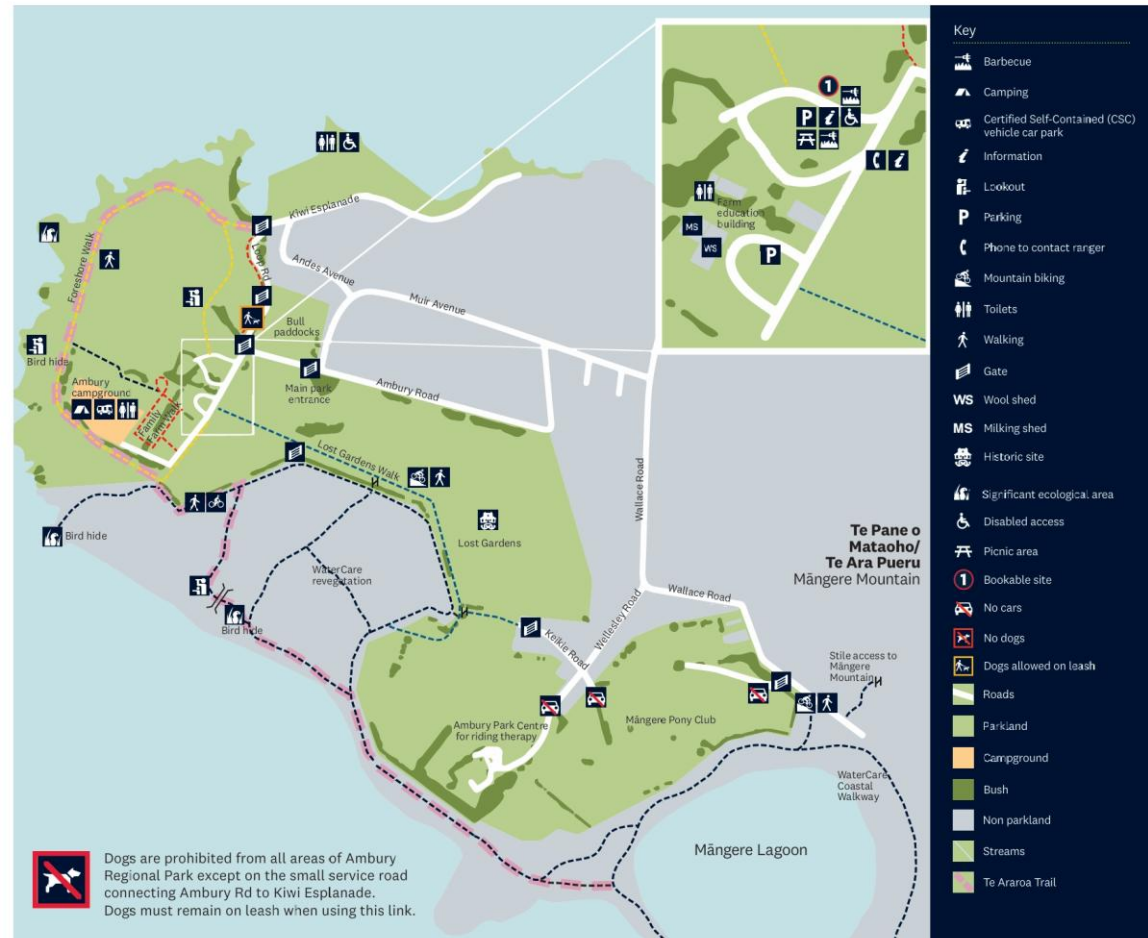 Kiwi Esplanade
Loop Rd
Andes Avenue
Muir Avenue
Foreshore Walk
Bull
paddocks
Bird hide
Ambury
campground
Main park
entrance
Ambury Road
Family
Farm Walk
Lost Gardens Walk
Wallace Road
Lost Gardens
Bird hide
WaterCare
revegetation
Bird hide
Te Pane o
Mataoho/
Te Ara Pueru
Māngere Mountain
Wallace Road
Wellesley Road
Keikie Road
Stile access to
Māngere
Mountain
Ambury Park Centre
for riding therapy
Māngere Pony Club
WaterCare
Coastal
Walkway
Māngere Lagoon
1
P
Farm
education
building
MS
WS
P
Dogs are prohibited from all areas of Ambury
Regional Park except on the small service road
connecting Ambury Rd to Kiwi Esplanade.
Dogs must remain on leash when using this link.
Key
Barbecue
Camping
Certified Self-Contained (CSC)
vehicle car park
i Information
Lookout
P Parking
Phone to contact ranger
Mountain biking
Toilets
Walking
Gate
WS Wool shed
MS Milking shed
Historic site
Significant ecological area
Disabled access
Picnic area
1 Bookable site
No cars
No dogs
Dogs allowed on leash
Roads
Parkland
Campground
Bush
Non parkland
Streams
Te Araroa Trail